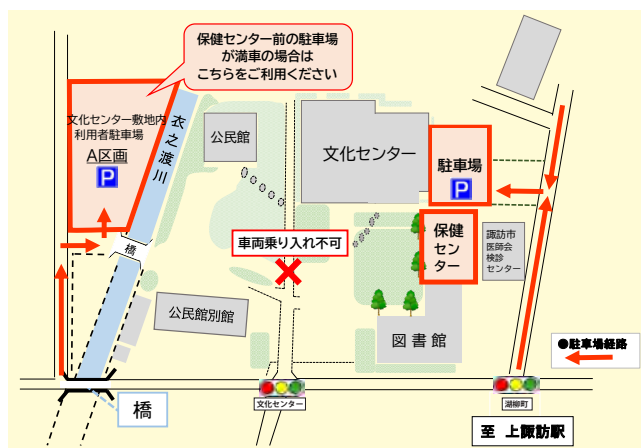 保健センター前の駐車場
が満車の場合は
こちらをご利用ください
文化センター敷地内
利用者駐車場
A区画
P
衣之渡川
公民館
文化センター
駐車場
P
保健
セン
ター
諏訪市
医師会
検診
センター
車両乗り入れ不可
橋
公民館別館
図書館
●駐車場経路
文化センター
湖柳町
橋
至 上諏訪駅